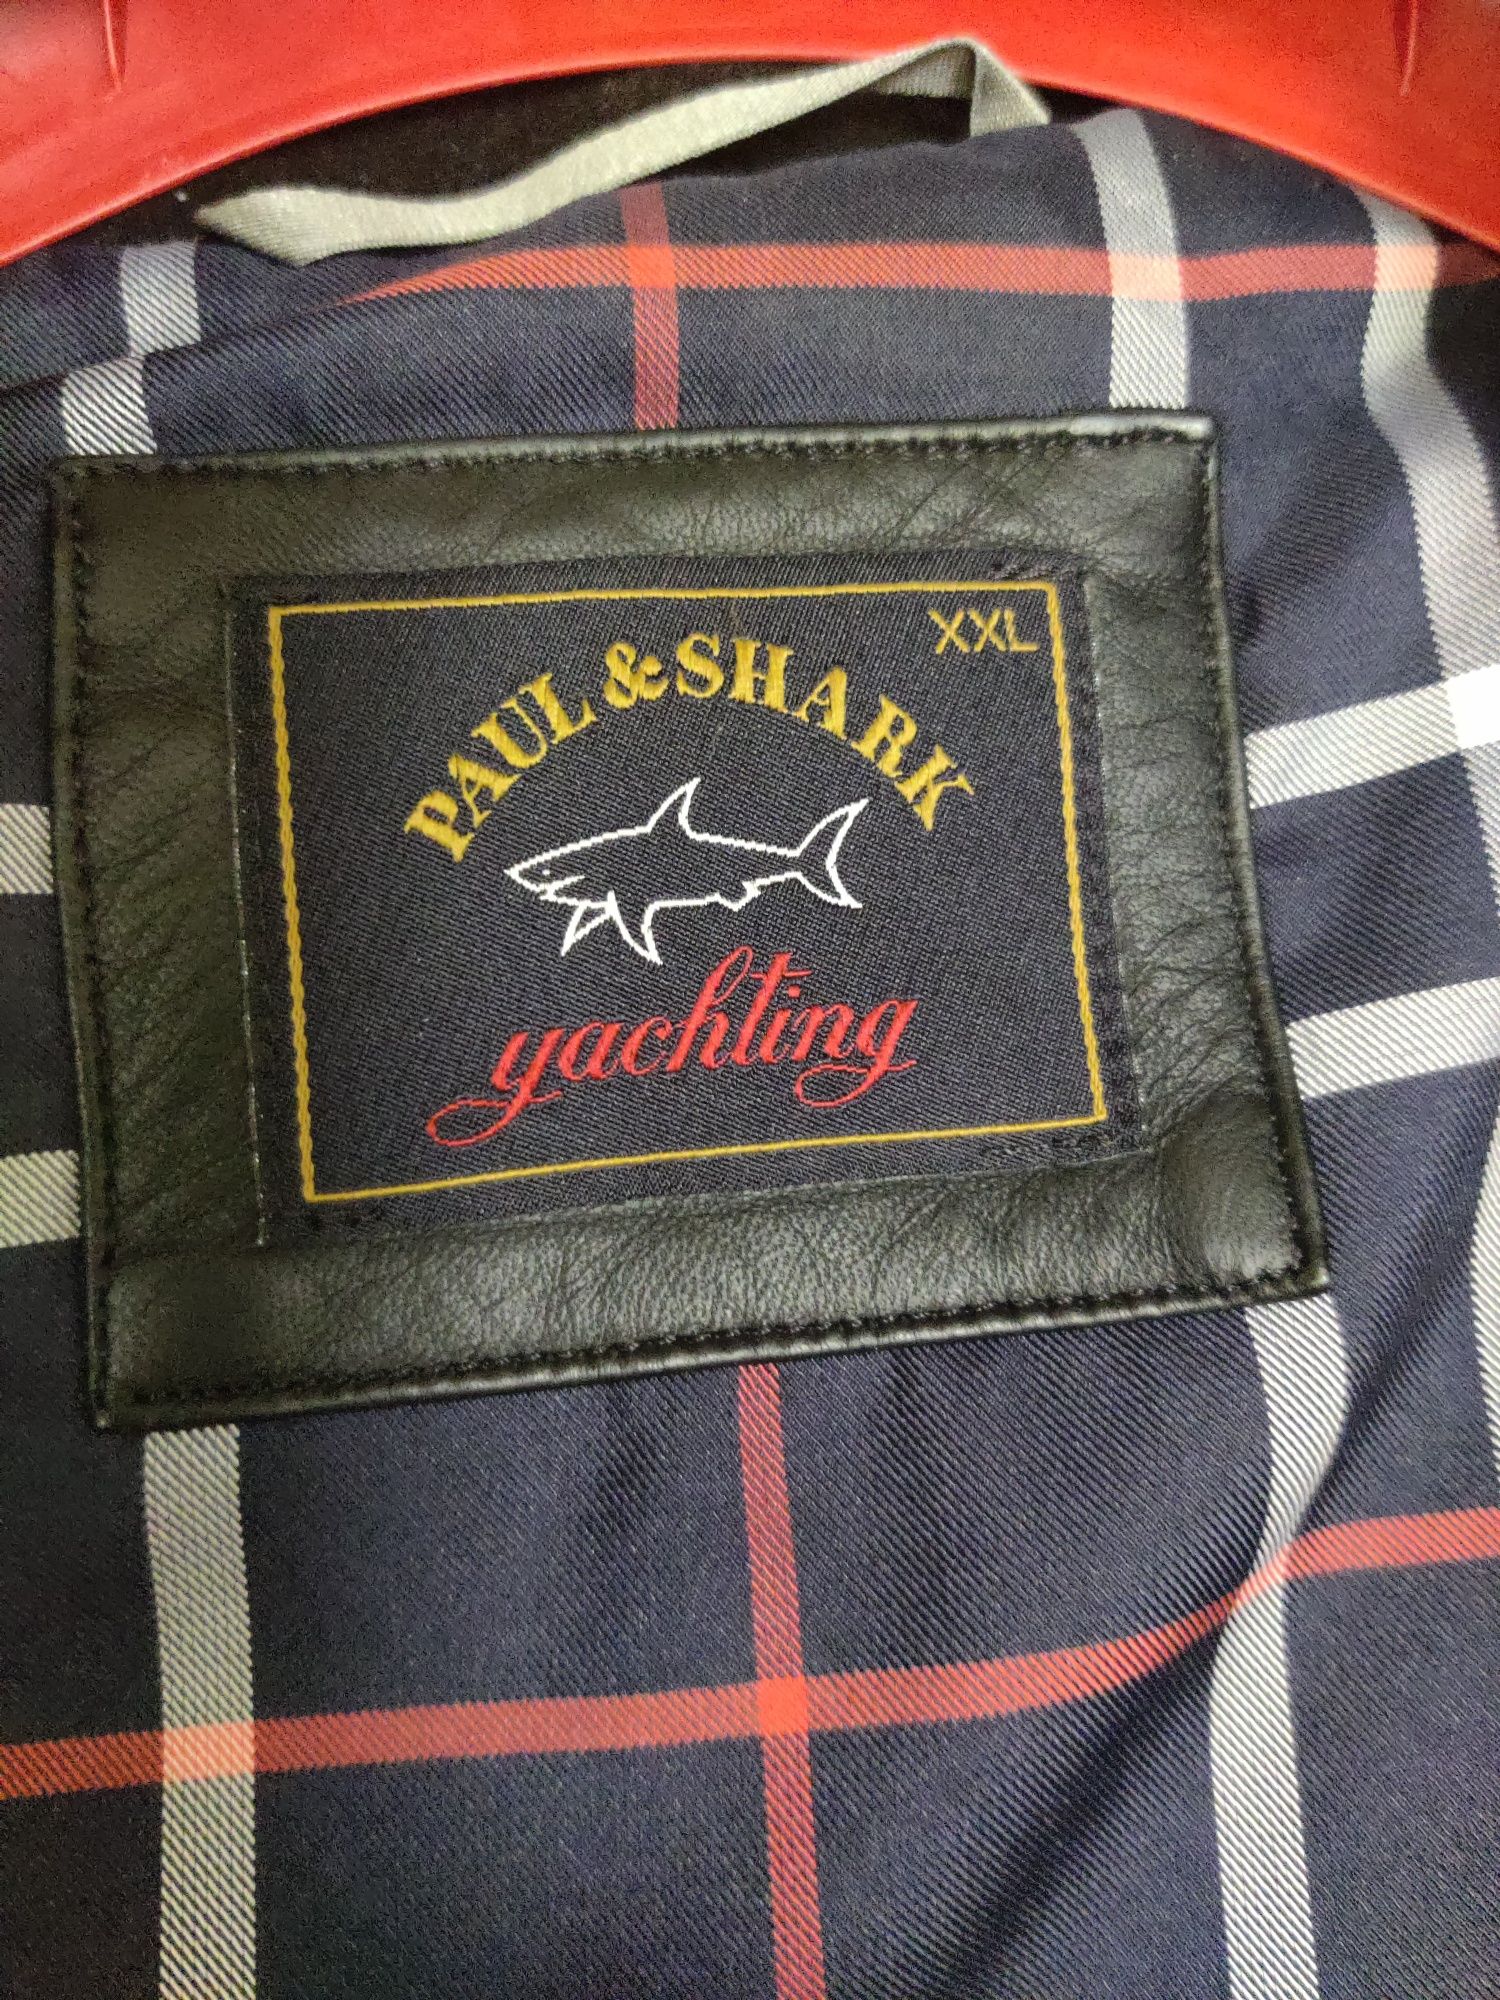 XXL
PAUL & SHARK
yachting